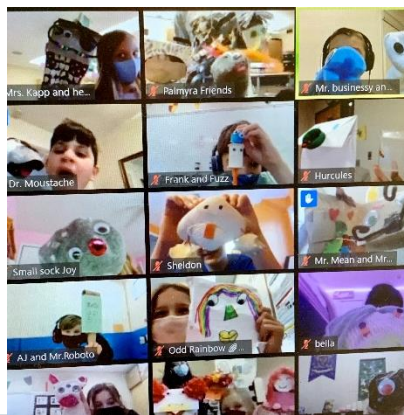 Mrs. Kapp and he...
Palmyra Friends
Mr. businessy an...
Dr. Moustache
Frank and Fuzz
Hurcules
Small sock Joy
Sheldon
Mr. Mean and Mr...
AJ and Mr.Roboto
Odd Rainbow
bella